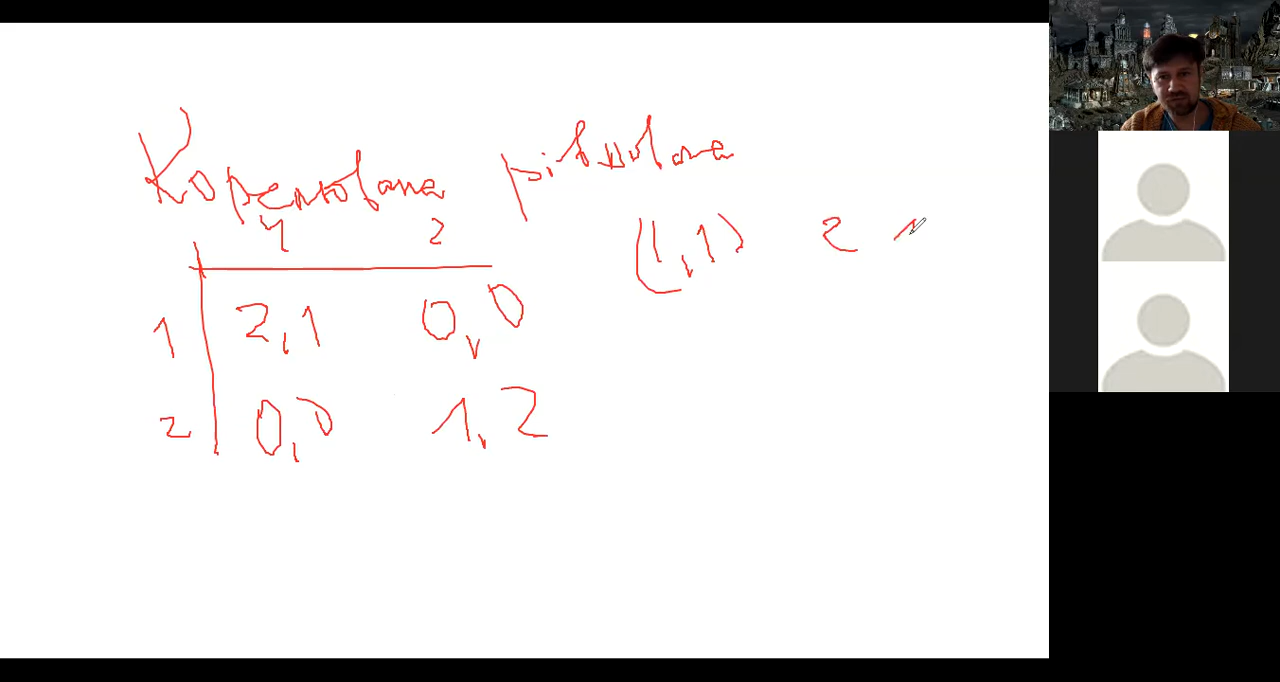 Корельована рівновага
1 2
1 2,1 0,0
2 0,0 1,2
(1,1) 2